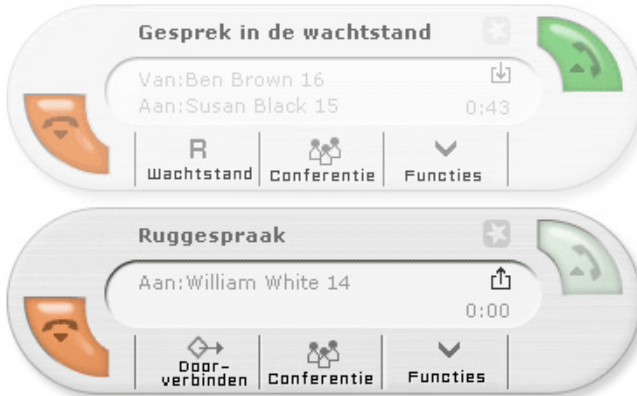 Gesprek in de wachtstand
Van:Ben Brown 16
Aan:Susan Black 15
0:43
R
Wachtstand
Conferentie
Functies
Ruggespraak
Aan:William White 14
0:00
Door-
verbinden
Conferentie
Functies